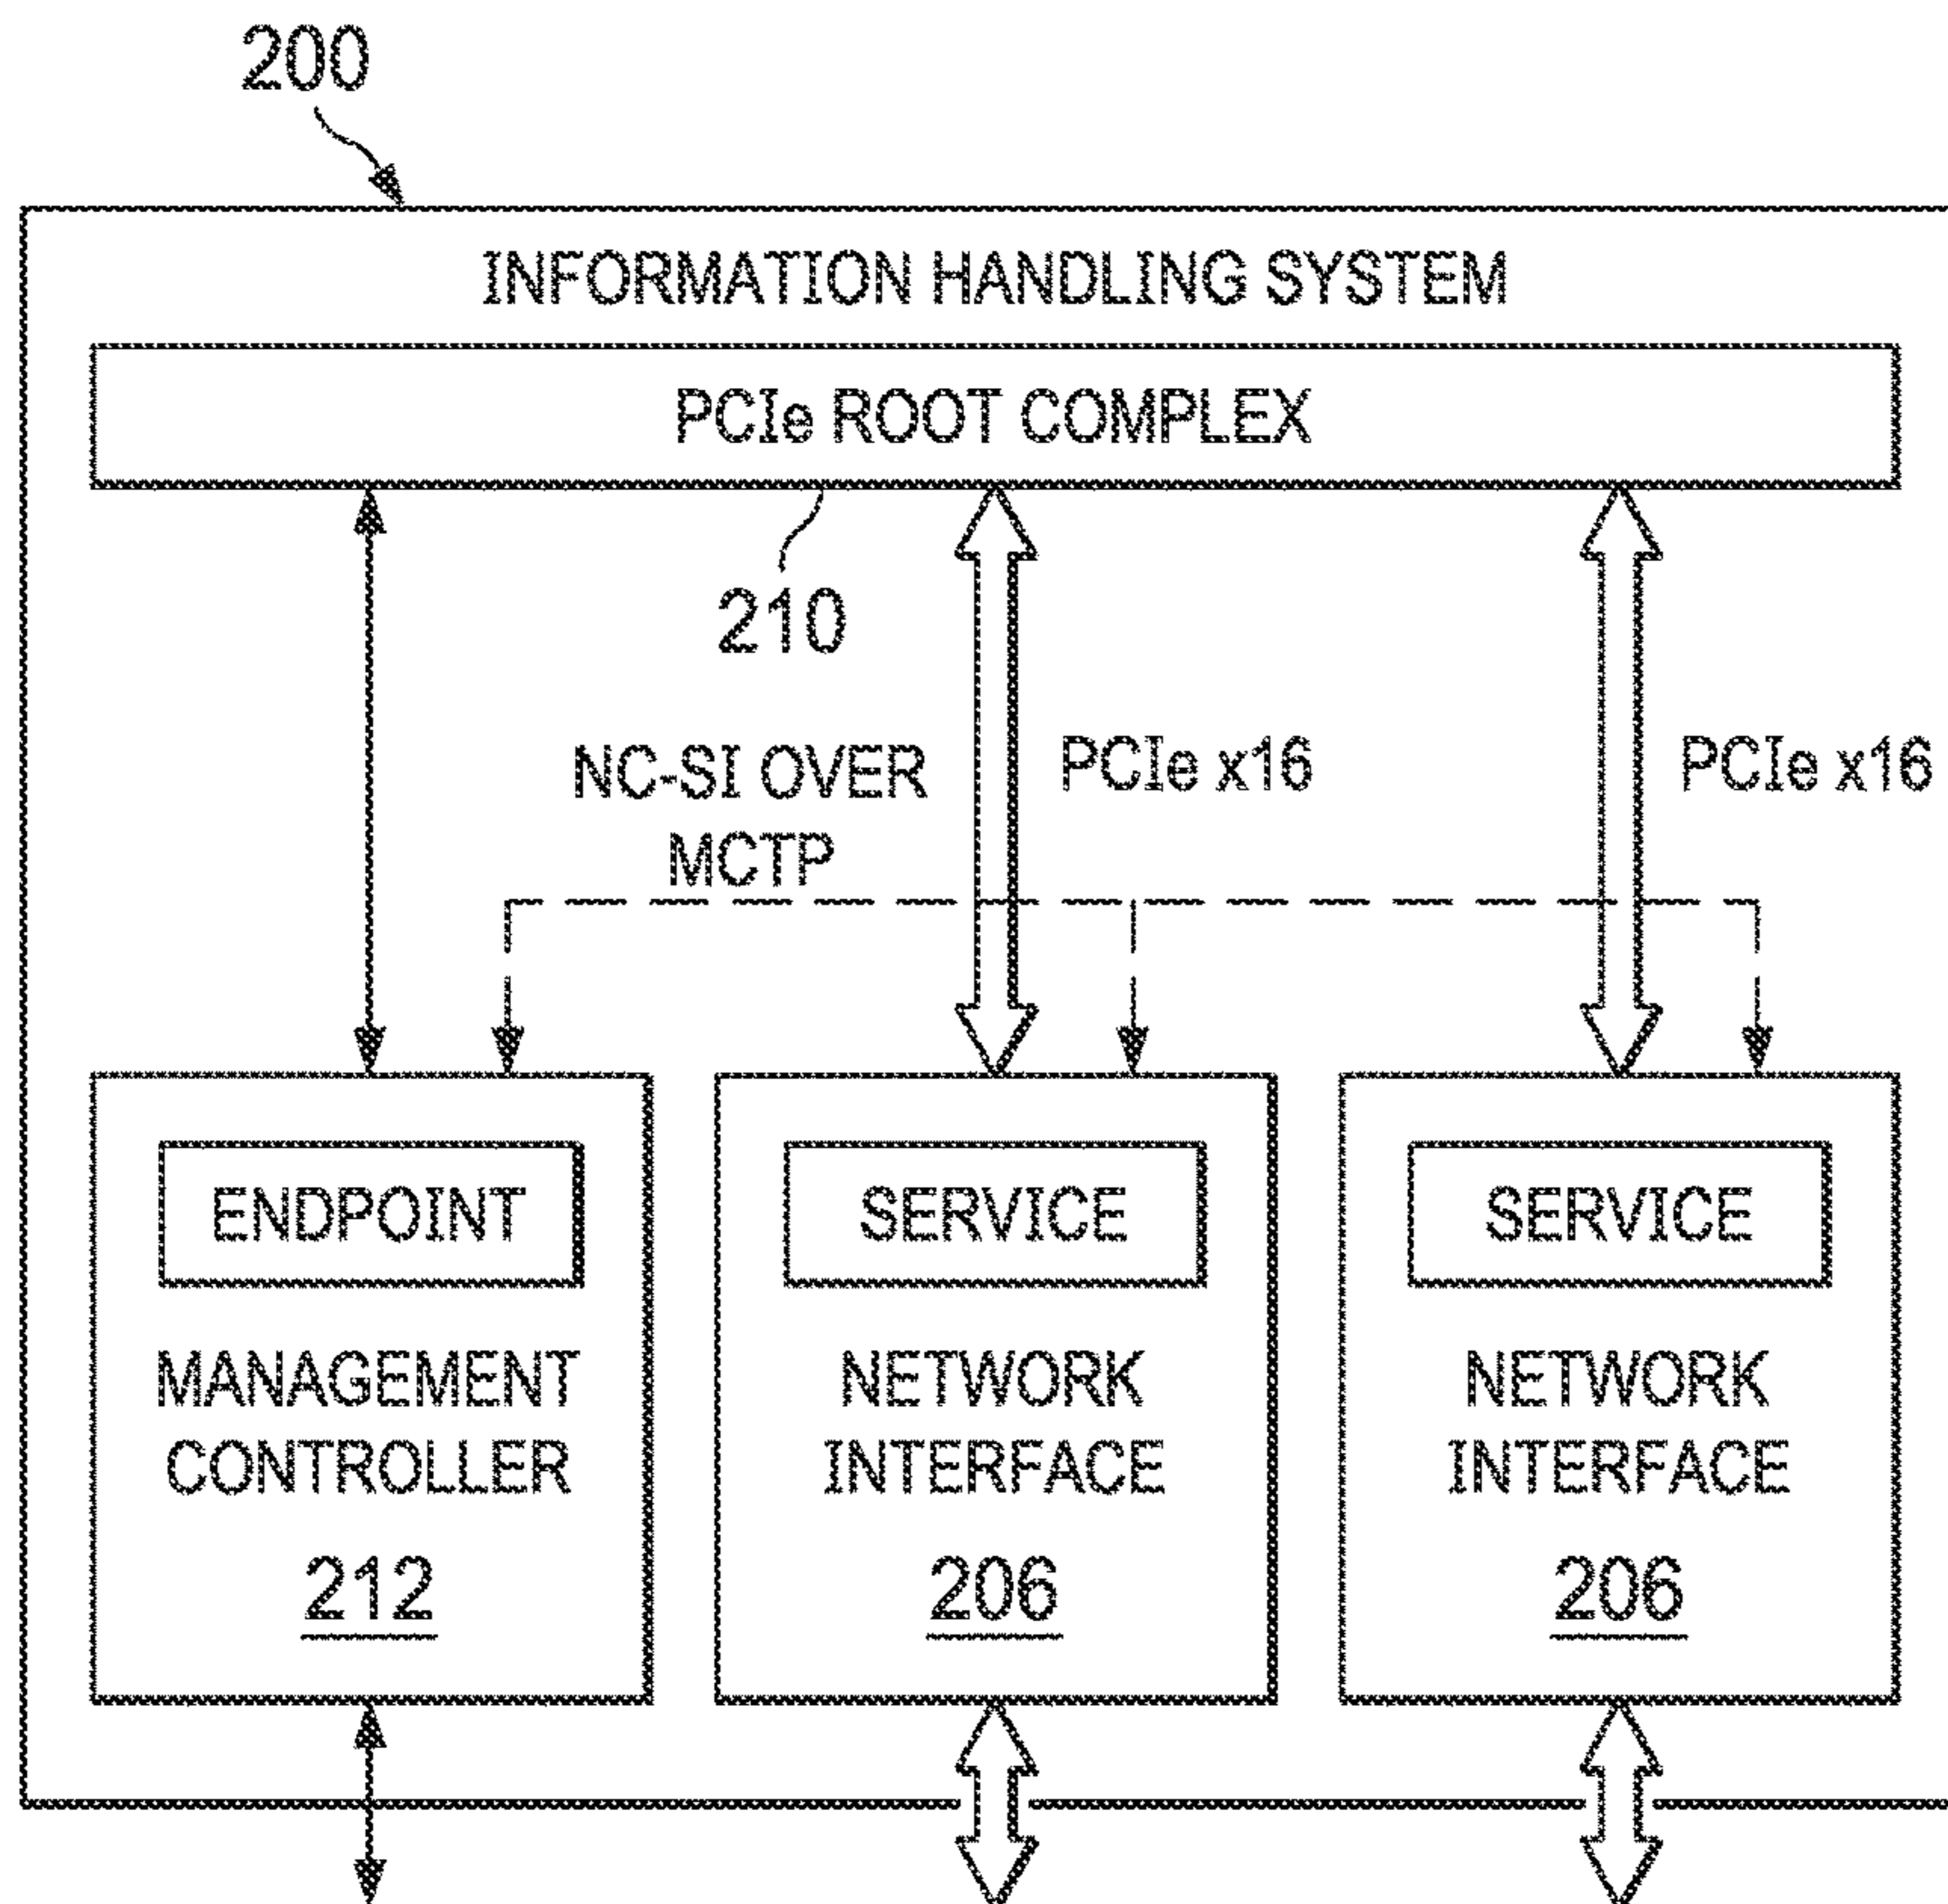 200
INFORMATION HANDLING SYSTEM
PCIe ROOT COMPLEX
210
NC-SI OVER
MCTP
PCIe x16
PCIe x16
ENDPOINT
MANAGEMENT
CONTROLLER
212
SERVICE
NETWORK
INTERFACE
206
SERVICE
NETWORK
INTERFACE
206